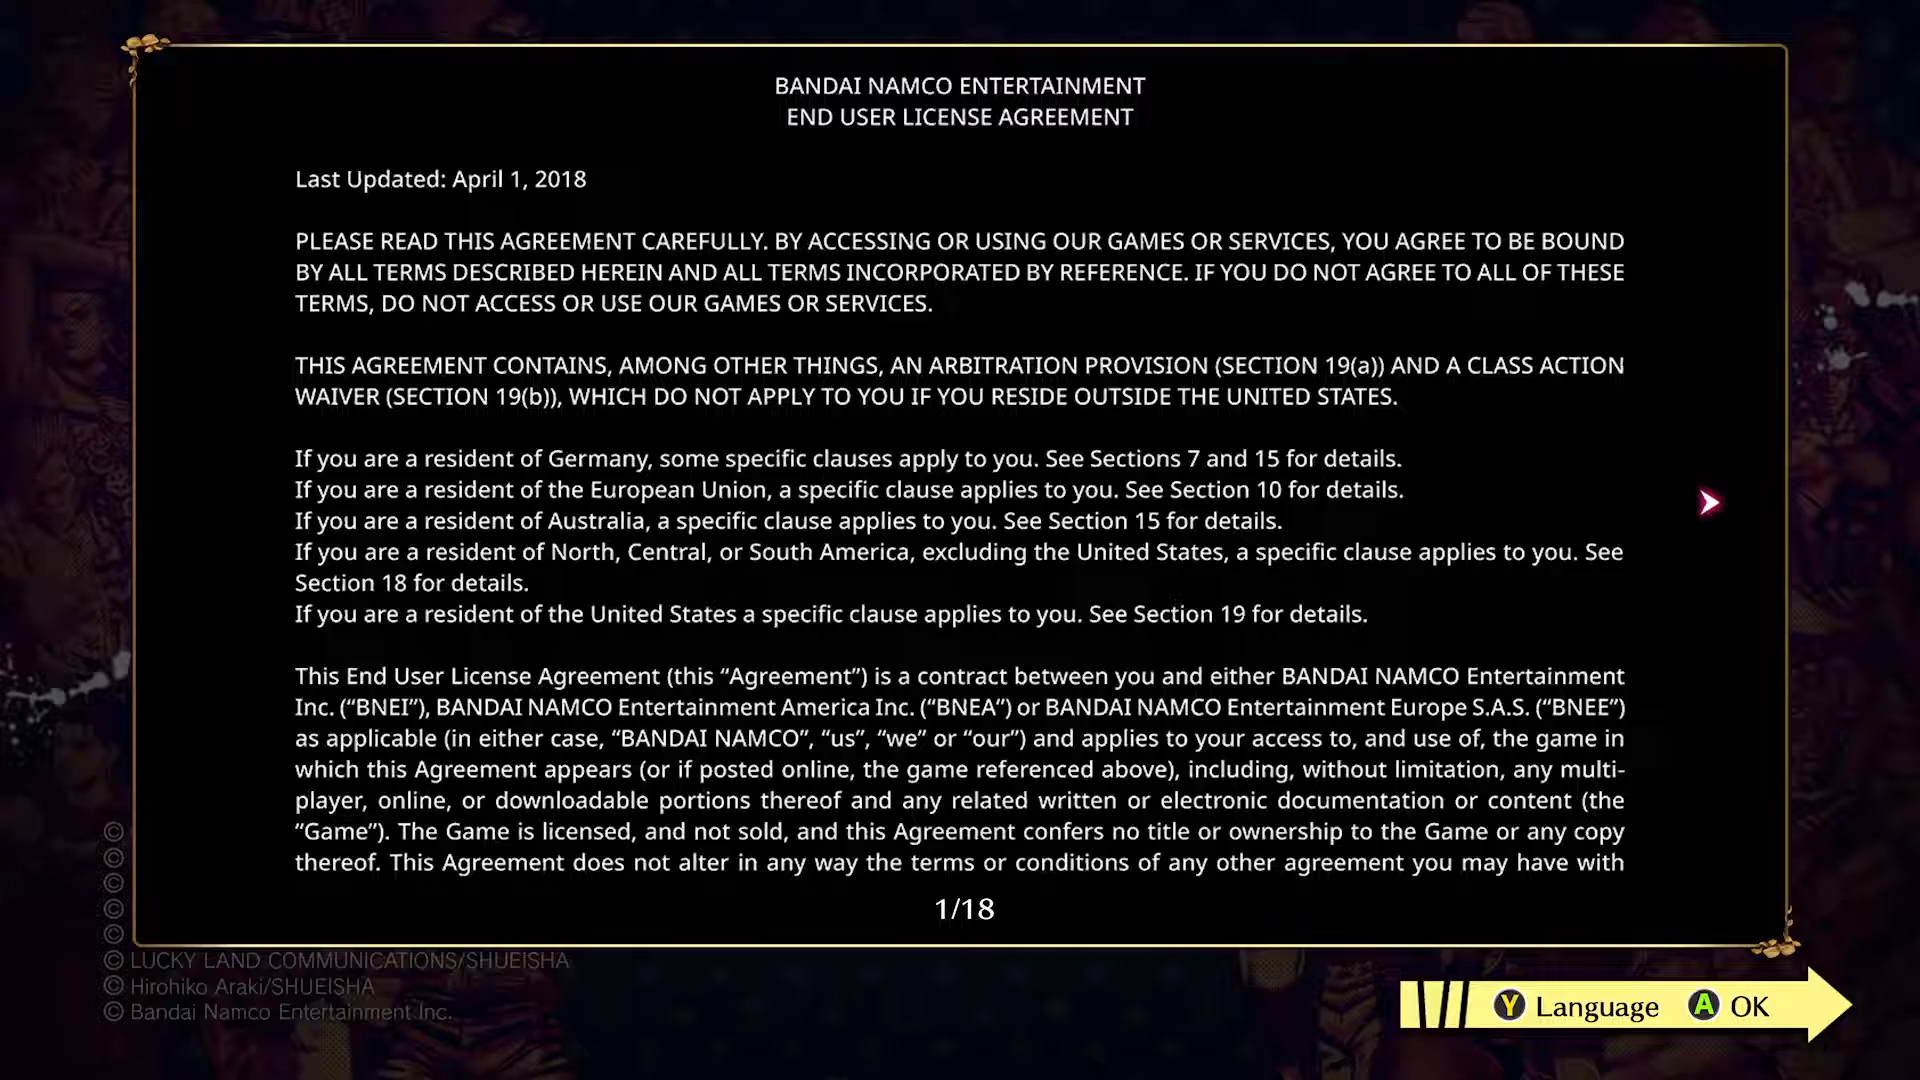 BANDAI NAMCO ENTERTAINMENT
END USER LICENSE AGREEMENT
Last Updated: April 1, 2018
PLEASE READ THIS AGREEMENT CAREFULLY. BY ACCESSING OR USING OUR GAMES OR SERVICES, YOU AGREE TO BE BOUND
BY ALL TERMS DESCRIBED HEREIN AND ALL TERMS INCORPORATED BY REFERENCE. IF YOU DO NOT AGREE TO ALL OF THESE
TERMS, DO NOT ACCESS OR USE OUR GAMES OR SERVICES.
THIS AGREEMENT CONTAINS, AMONG OTHER THINGS, AN ARBITRATION PROVISION (SECTION 19(a)) AND A CLASS ACTION
WAIVER (SECTION 19(b)), WHICH DO NOT APPLY TO YOU IF YOU RESIDE OUTSIDE THE UNITED STATES.
If you are a resident of Germany, some specific clauses apply to you. See Sections 7 and 15 for details.
If you are a resident of the European Union, a specific clause applies to you. See Section 10 for details.
If you are a resident of Australia, a specific clause applies to you. See Section 15 for details.
If you are a resident of North, Central, or South America, excluding the United States, a specific clause applies to you. See
Section 18 for details.
If you are a resident of the United States a specific clause applies to you. See Section 19 for details.
This End User License Agreement (this “Agreement”) is a contract between you and either BANDAI NAMCO Entertainment
Inc. (“BNEI”), BANDAI NAMCO Entertainment America Inc. (“BNEA”) or BANDAI NAMCO Entertainment Europe S.A.S. (“BNEE”)
as applicable (in either case, “BANDAI NAMCO”, “us”, “we” or “our”) and applies to your access to, and use of, the game in
which this Agreement appears (or if posted online, the game referenced above), including, without limitation, any multi-
player, online, or downloadable portions thereof and any related written or electronic documentation or content (the
“Game”). The Game is licensed, and not sold, and this Agreement confers no title or ownership to the Game or any copy
thereof. This Agreement does not alter in any way the terms or conditions of any other agreement you may have with
1/18
©
©
©
©
©
© LUCKY LAND COMMUNICATIONS/SHUEISHA
© Hirohiko Araki/SHUEISHA
© Bandai Namco Entertainment Inc.
Y Language A OK